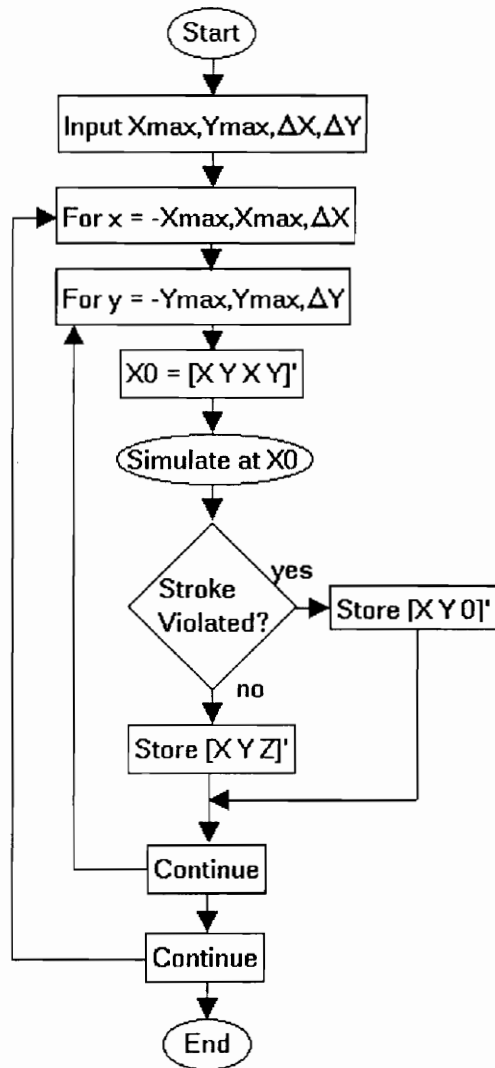 Start
Input Xmax,Ymax,ΔX,ΔY
For x = -Xmax,Xmax,ΔX
For y = -Ymax,Ymax,ΔY
X0 = [X Y X Y]'
Simulate at X0
Stroke
Violated?
yes
Store [X Y 0]'
no
Store [X Y Z]'
Continue
Continue
End